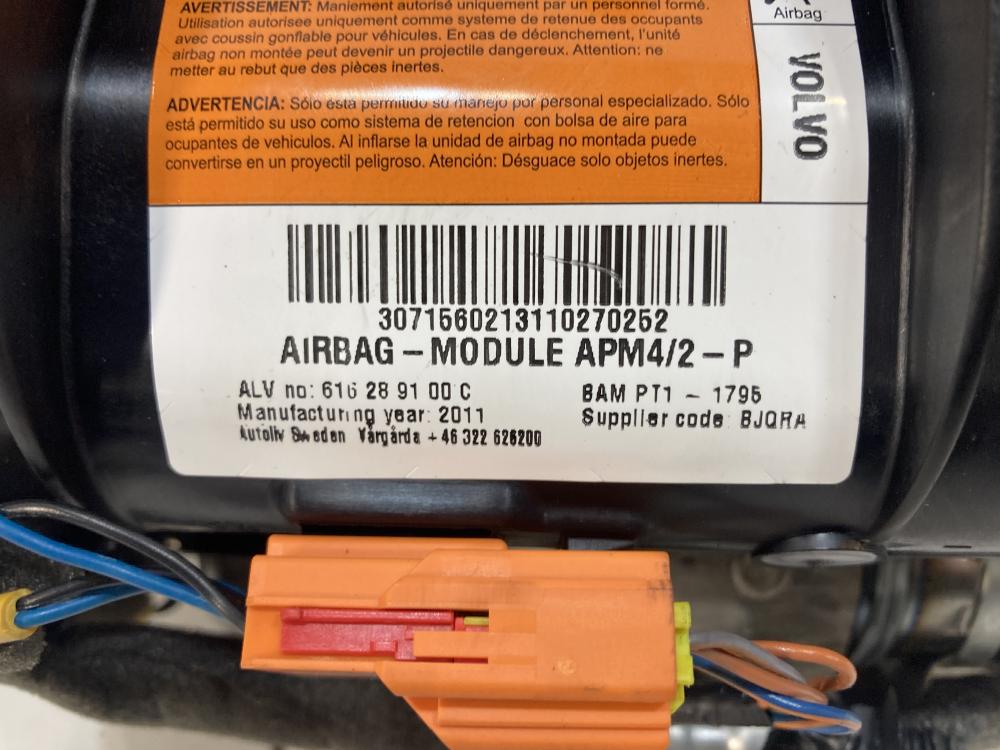 AVERTISSEMENT: Maniement autorisé uniquement par un personnel formé.
Utilisation autorisee uniquement comme systeme de retenue des occupants
avec coussin gonflable pour véhicules. En cas de déclenchement, l'unité
airbag non montée peut devenir un projectile dangereux. Attention: ne
metter au rebut que des pièces inertes.
ADVERTENCIA: Sólo ésta permitido su manejo por personal especializado. Sólo
está permitido su uso como sistema de retencion con bolsa de aire para
ocupantes de vehiculos. Al inflarse la unidad de airbag no montada puede
convertirse en un proyectil peligroso. Atención: Désguace solo objetos inertes.
Airbag
VOLVO
3071560213110270252
AIRBAG-MODULE APM4/2-P
ALV no: 616 28 91 00 C
BAM PT1 - 1795
Manufacturing year: 2011
Supplier code: BJQRA
Autoliv Sweden Vårgårda +46 322 626200